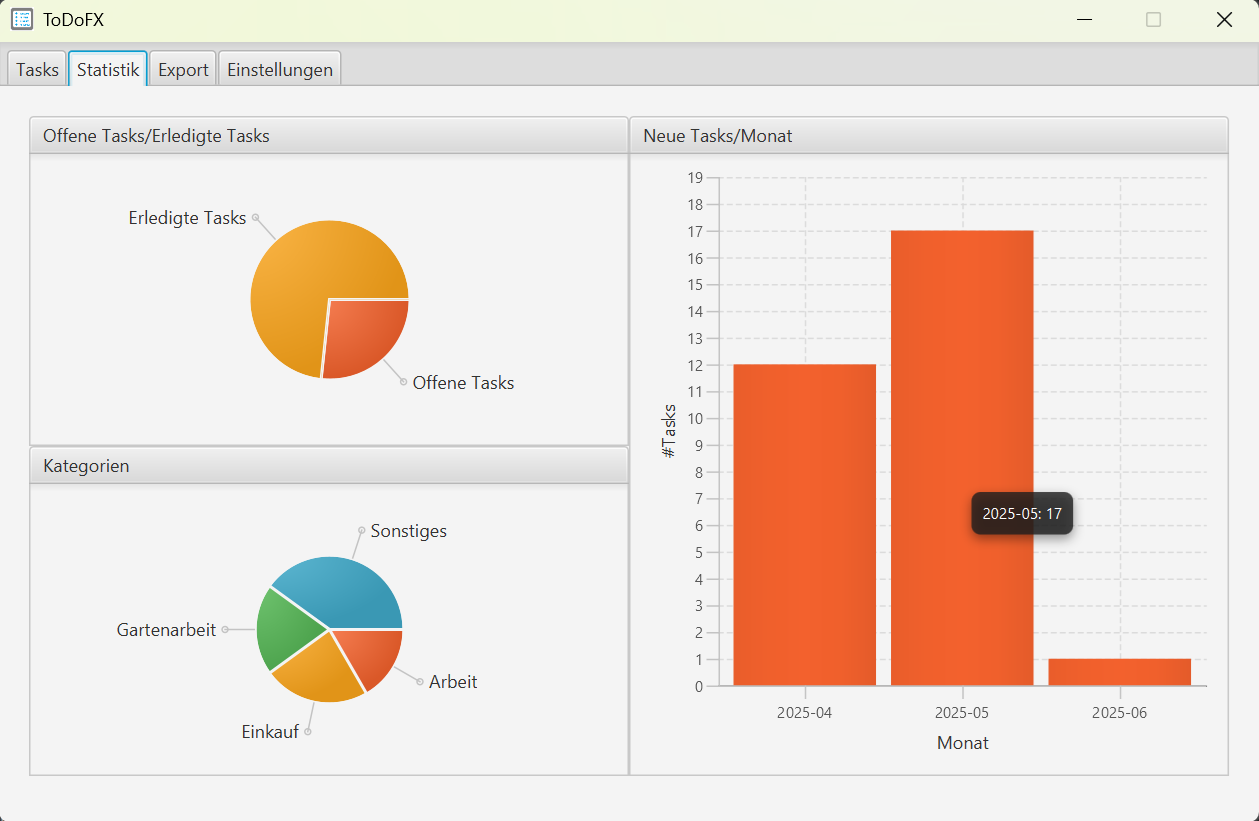 ToDoFX
Tasks
Statistik
Export
Einstellungen
Offene Tasks/Erledigte Tasks
Erledigte Tasks
Offene Tasks
Kategorien
Sonstiges
Gartenarbeit
Arbeit
Einkauf
Neue Tasks/Monat
19
18
17
16
15
14
13
12
11
10
9
8
7
6
5
4
3
2
1
0
#Tasks
2025-05: 17
2025-04
2025-05
2025-06
Monat